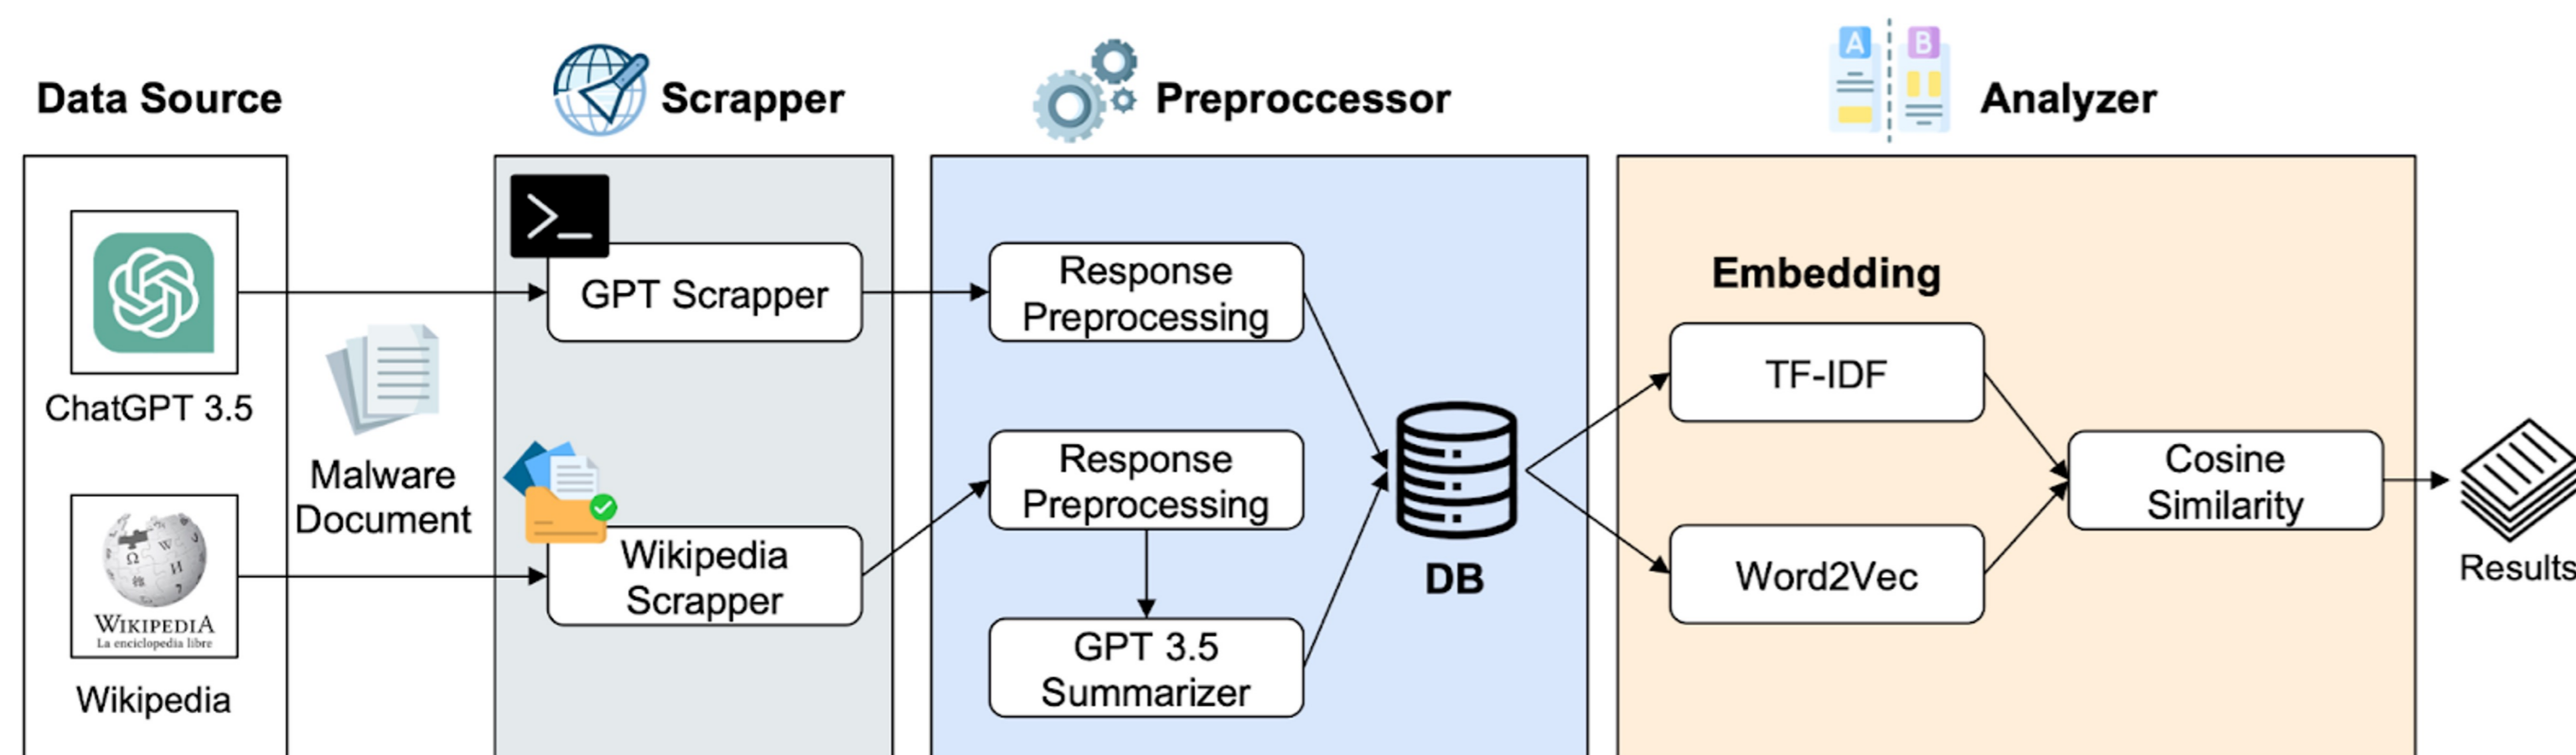 Data Source
Scrapper
Preproccessor
A
B
Analyzer
>_
GPT Scrapper
Response
Preprocessing
Embedding
TF-IDF
ChatGPT 3.5
Malware
Document
Response
Preprocessing
DB
Cosine
Similarity
Results
Ω
W
И
WIKIPEDIA
La enciclopedia libre
Wikipedia
Wikipedia
Scrapper
Word2Vec
GPT 3.5
Summarizer